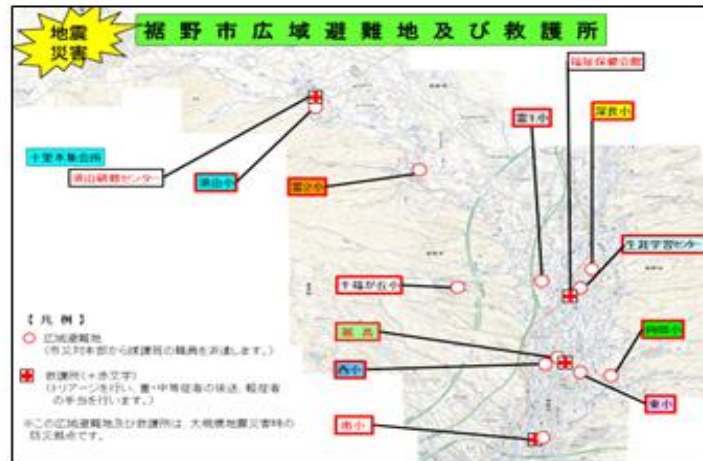 地震
災害
裾野市広域避難地及び救護所
福祉保健会館
深良小
富1小
十里木集会所
須山研修センター
須山小
富2小
生涯学習センター
千福が丘小
裾高
向田小
西小
東小
南小
【凡例】
広域避難地
(市災対本部から課護班の職員を派遣します。)
救護所(+赤文字)
(トリアージを行い、重・中等症者の後送、軽症者
の手当を行います。)
※この広域避難地及び救護所は、大規模地震災害時の
防災拠点です。